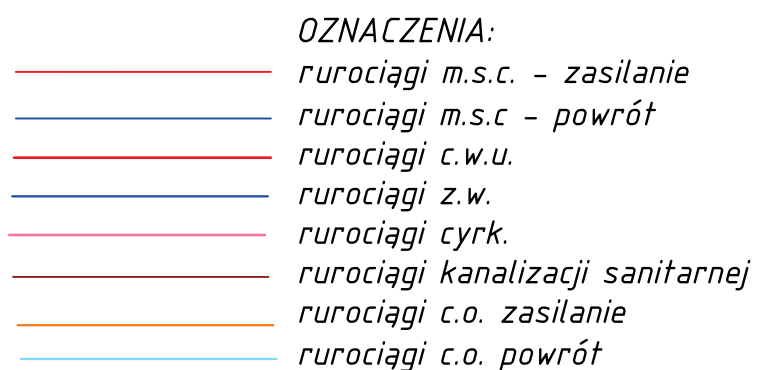 OZNACZENIA:
rurociągi m.s.c. - zasilanie
rurociągi m.s.c - powrót
rurociągi c.w.u.
rurociągi z.w.
rurociągi cyrk.
rurociągi kanalizacji sanitarnej
rurociągi c.o. zasilanie
rurociągi c.o. powrót